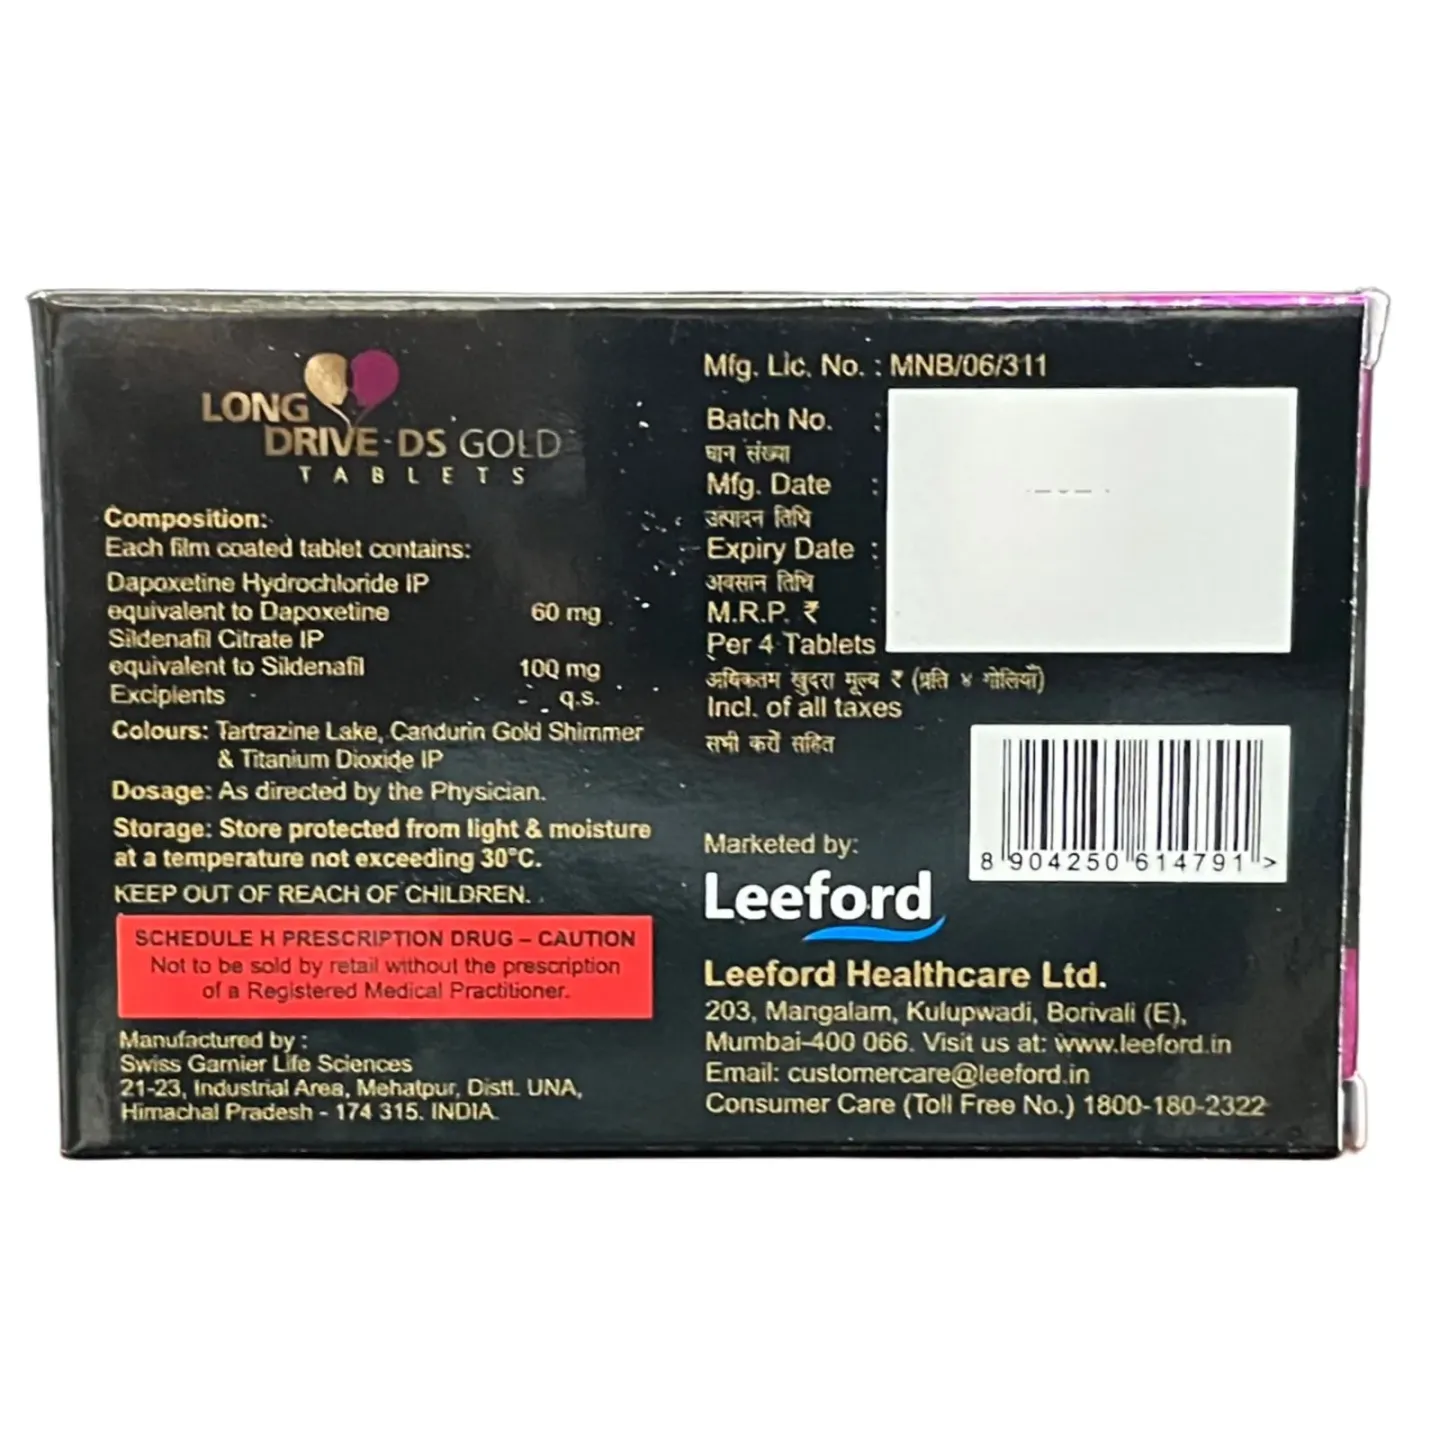 LONG
DRIVE-DS GOLD
TABLETS
Composition:
Each film coated tablet contains:
Dapoxetine Hydrochloride IP
equivalent to Dapoxetine 60 mg
Sildenafil Citrate IP
equivalent to Sildenafil 100 mg
Excipients q.s.
Colours: Tartrazine Lake, Candurin Gold Shimmer
& Titanium Dioxide IP
Dosage: As directed by the Physician.
Storage: Store protected from light & moisture
at a temperature not exceeding 30°C.
KEEP OUT OF REACH OF CHILDREN.
SCHEDULE H PRESCRIPTION DRUG – CAUTION
Not to be sold by retail without the prescription
of a Registered Medical Practitioner.
Manufactured by :
Swiss Garnier Life Sciences
21-23, Industrial Area, Mehatpur, Distt. UNA,
Himachal Pradesh - 174 315. INDIA.
Mfg. Lic. No. : MNB/06/311
Batch No. :
घान संख्या
Mfg. Date :
उत्पादन तिथि
Expiry Date :
अवसान तिथि
M.R.P. ₹ :
Per 4 Tablets
अधिकतम खुदरा मूल्य ₹ (प्रति ४ गोलियाँ)
Incl. of all taxes
सभी करों सहित
8 904250 614791 >
Marketed by:
Leeford
Leeford Healthcare Ltd.
203, Mangalam, Kulupwadi, Borivali (E),
Mumbai-400 066. Visit us at: www.leeford.in
Email: customercare@leeford.in
Consumer Care (Toll Free No.) 1800-180-2322